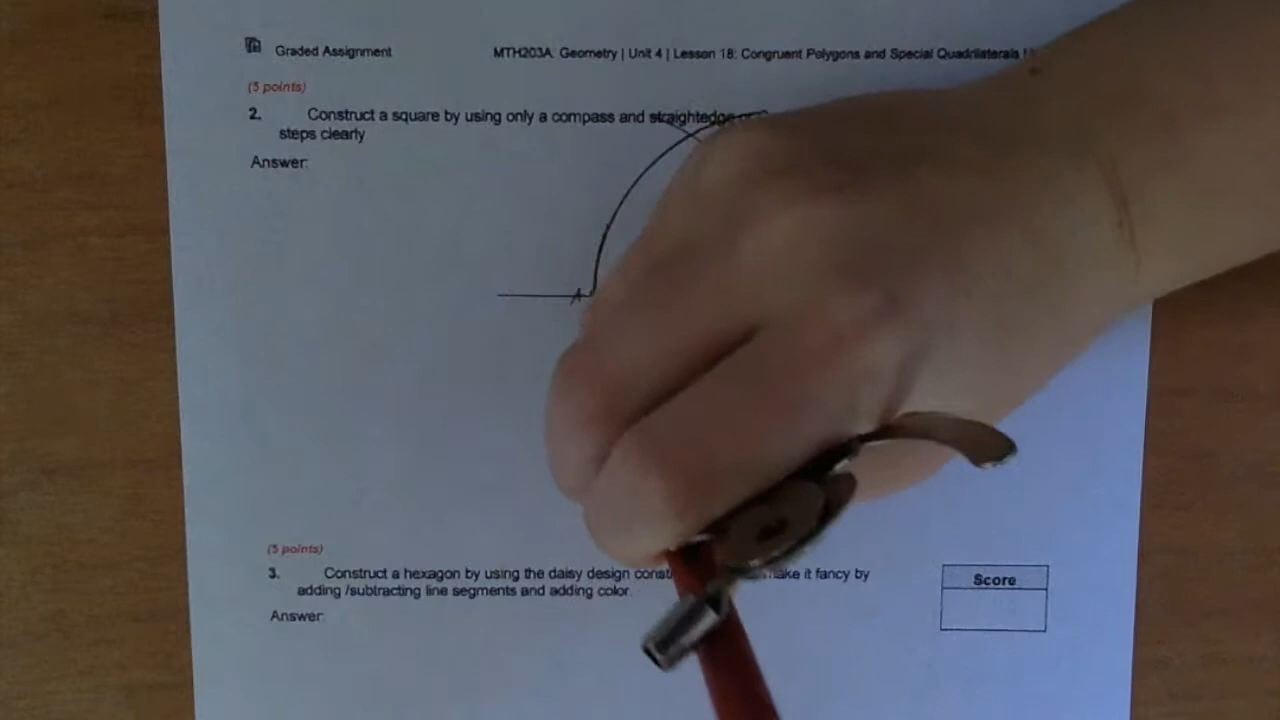 Graded Assignment
MTH203A: Geometry | Unit 4 | Lesson 18: Congruent Polygons and Special Quadrilaterals
(5 points)
2. Construct a square by using only a compass and straightedge
steps clearly
Answer:
A
(5 points)
3. Construct a hexagon by using the daisy design make it fancy by
adding /subtracting line segments and adding color.
Answer:
Score